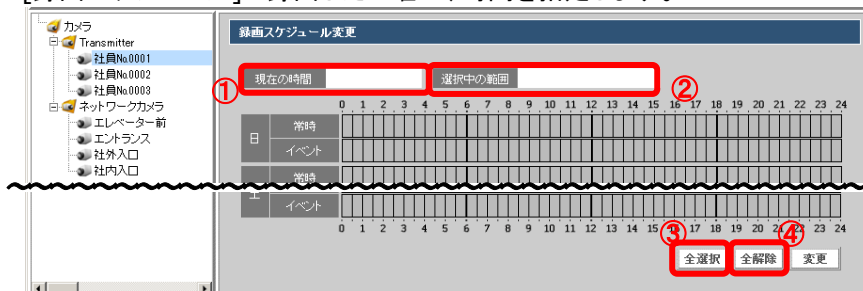 カメラ
Transmitter
社員No.0001
社員No.0002
社員No.0003
ネットワークカメラ
エレベーター前
エントランス
社外入口
社内入口
録画スケジュール変更
① 現在の時間 選択中の範囲 ②
0 1 2 3 4 5 6 7 8 9 10 11 12 13 14 15 16 17 18 19 20 21 22 23 24
日 常時
イベント
常時
イベント
0 1 2 3 4 5 6 7 8 9 10 11 12 13 14 15 16 17 18 19 20 21 22 23 24
③ ④
全選択 全解除 変更